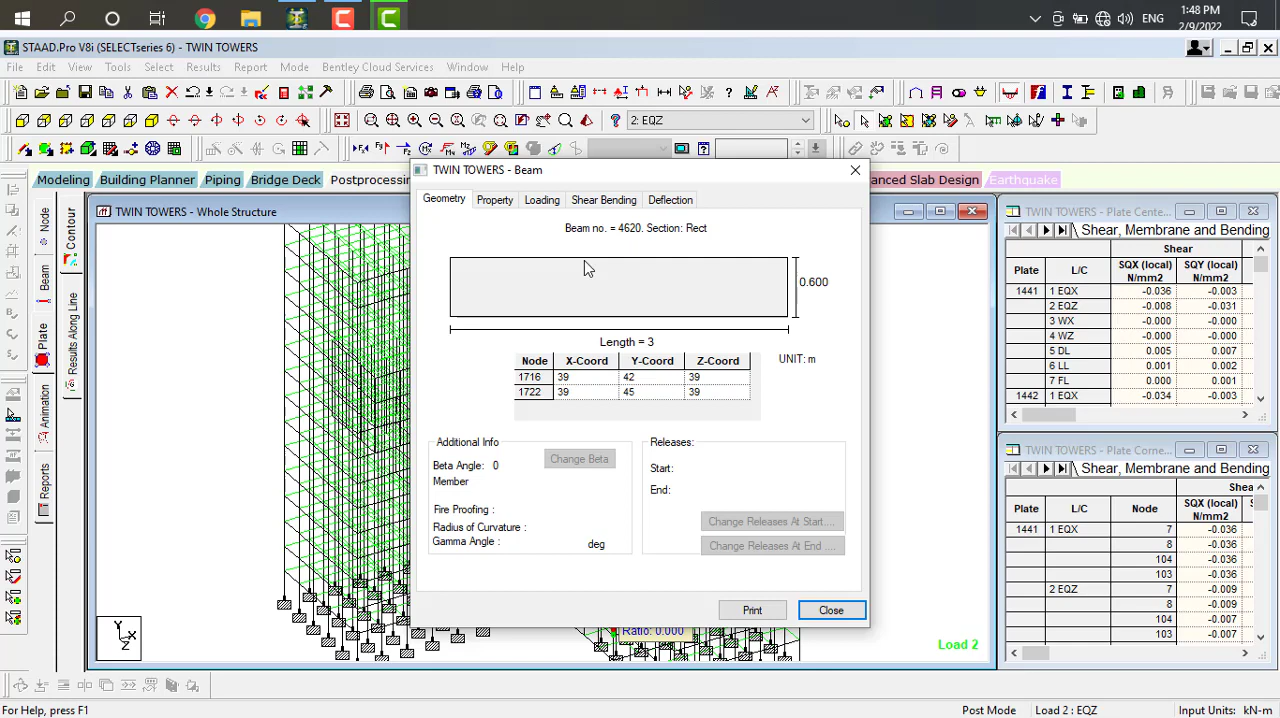 1:48 PM
ENG
2/9/2022
STAAD.Pro V8i (SELECTseries 6) - TWIN TOWERS
File Edit View Tools Select Results Report Mode Bentley Cloud Services Window Help
2: EQZ
Modeling Building Planner Piping Bridge Deck Postprocess anced Slab Design Earthquake
TWIN TOWERS - Whole Structure
Node
Beam
Plate
Animation
Reports
Contour
Results Along Line
Load 2
Ratio: 0.000
Y
X
Z
TWIN TOWERS - Beam
Geometry Property Loading Shear Bending Deflection
Beam no. = 4620. Section: Rect
0.600
Length = 3
UNIT: m
Node X-Coord Y-Coord Z-Coord
1716 39 42 39
1722 39 45 39
Additional Info
Beta Angle: 0 Change Beta
Member
Fire Proofing :
Radius of Curvature :
Gamma Angle : deg
Releases:
Start:
End:
Change Releases At Start....
Change Releases At End ....
Print Close
TWIN TOWERS - Plate Cente
Shear, Membrane and Bending
Shear
Plate L/C SQX (local) N/mm2 SQY (local) N/mm2
1441 1 EQX -0.036 -0.003
2 EQZ -0.008 -0.031
3 WX -0.000 -0.000
4 WZ -0.000 -0.000
5 DL 0.005 0.007
6 LL 0.001 0.002
7 FL 0.000 0.001
1442 1 EQX -0.034 -0.003
TWIN TOWERS - Plate Corne
Shear, Membrane and Bending
Shea
Plate L/C Node SQX (local) N/mm2 SQY (l N/m
1441 1 EQX 7 -0.036
8 -0.036
104 -0.036
103 -0.036
2 EQZ 7 -0.009
8 -0.009
104 -0.007
103 -0.007
For Help, press F1
Post Mode
Load 2 : EQZ
Input Units: kN-m